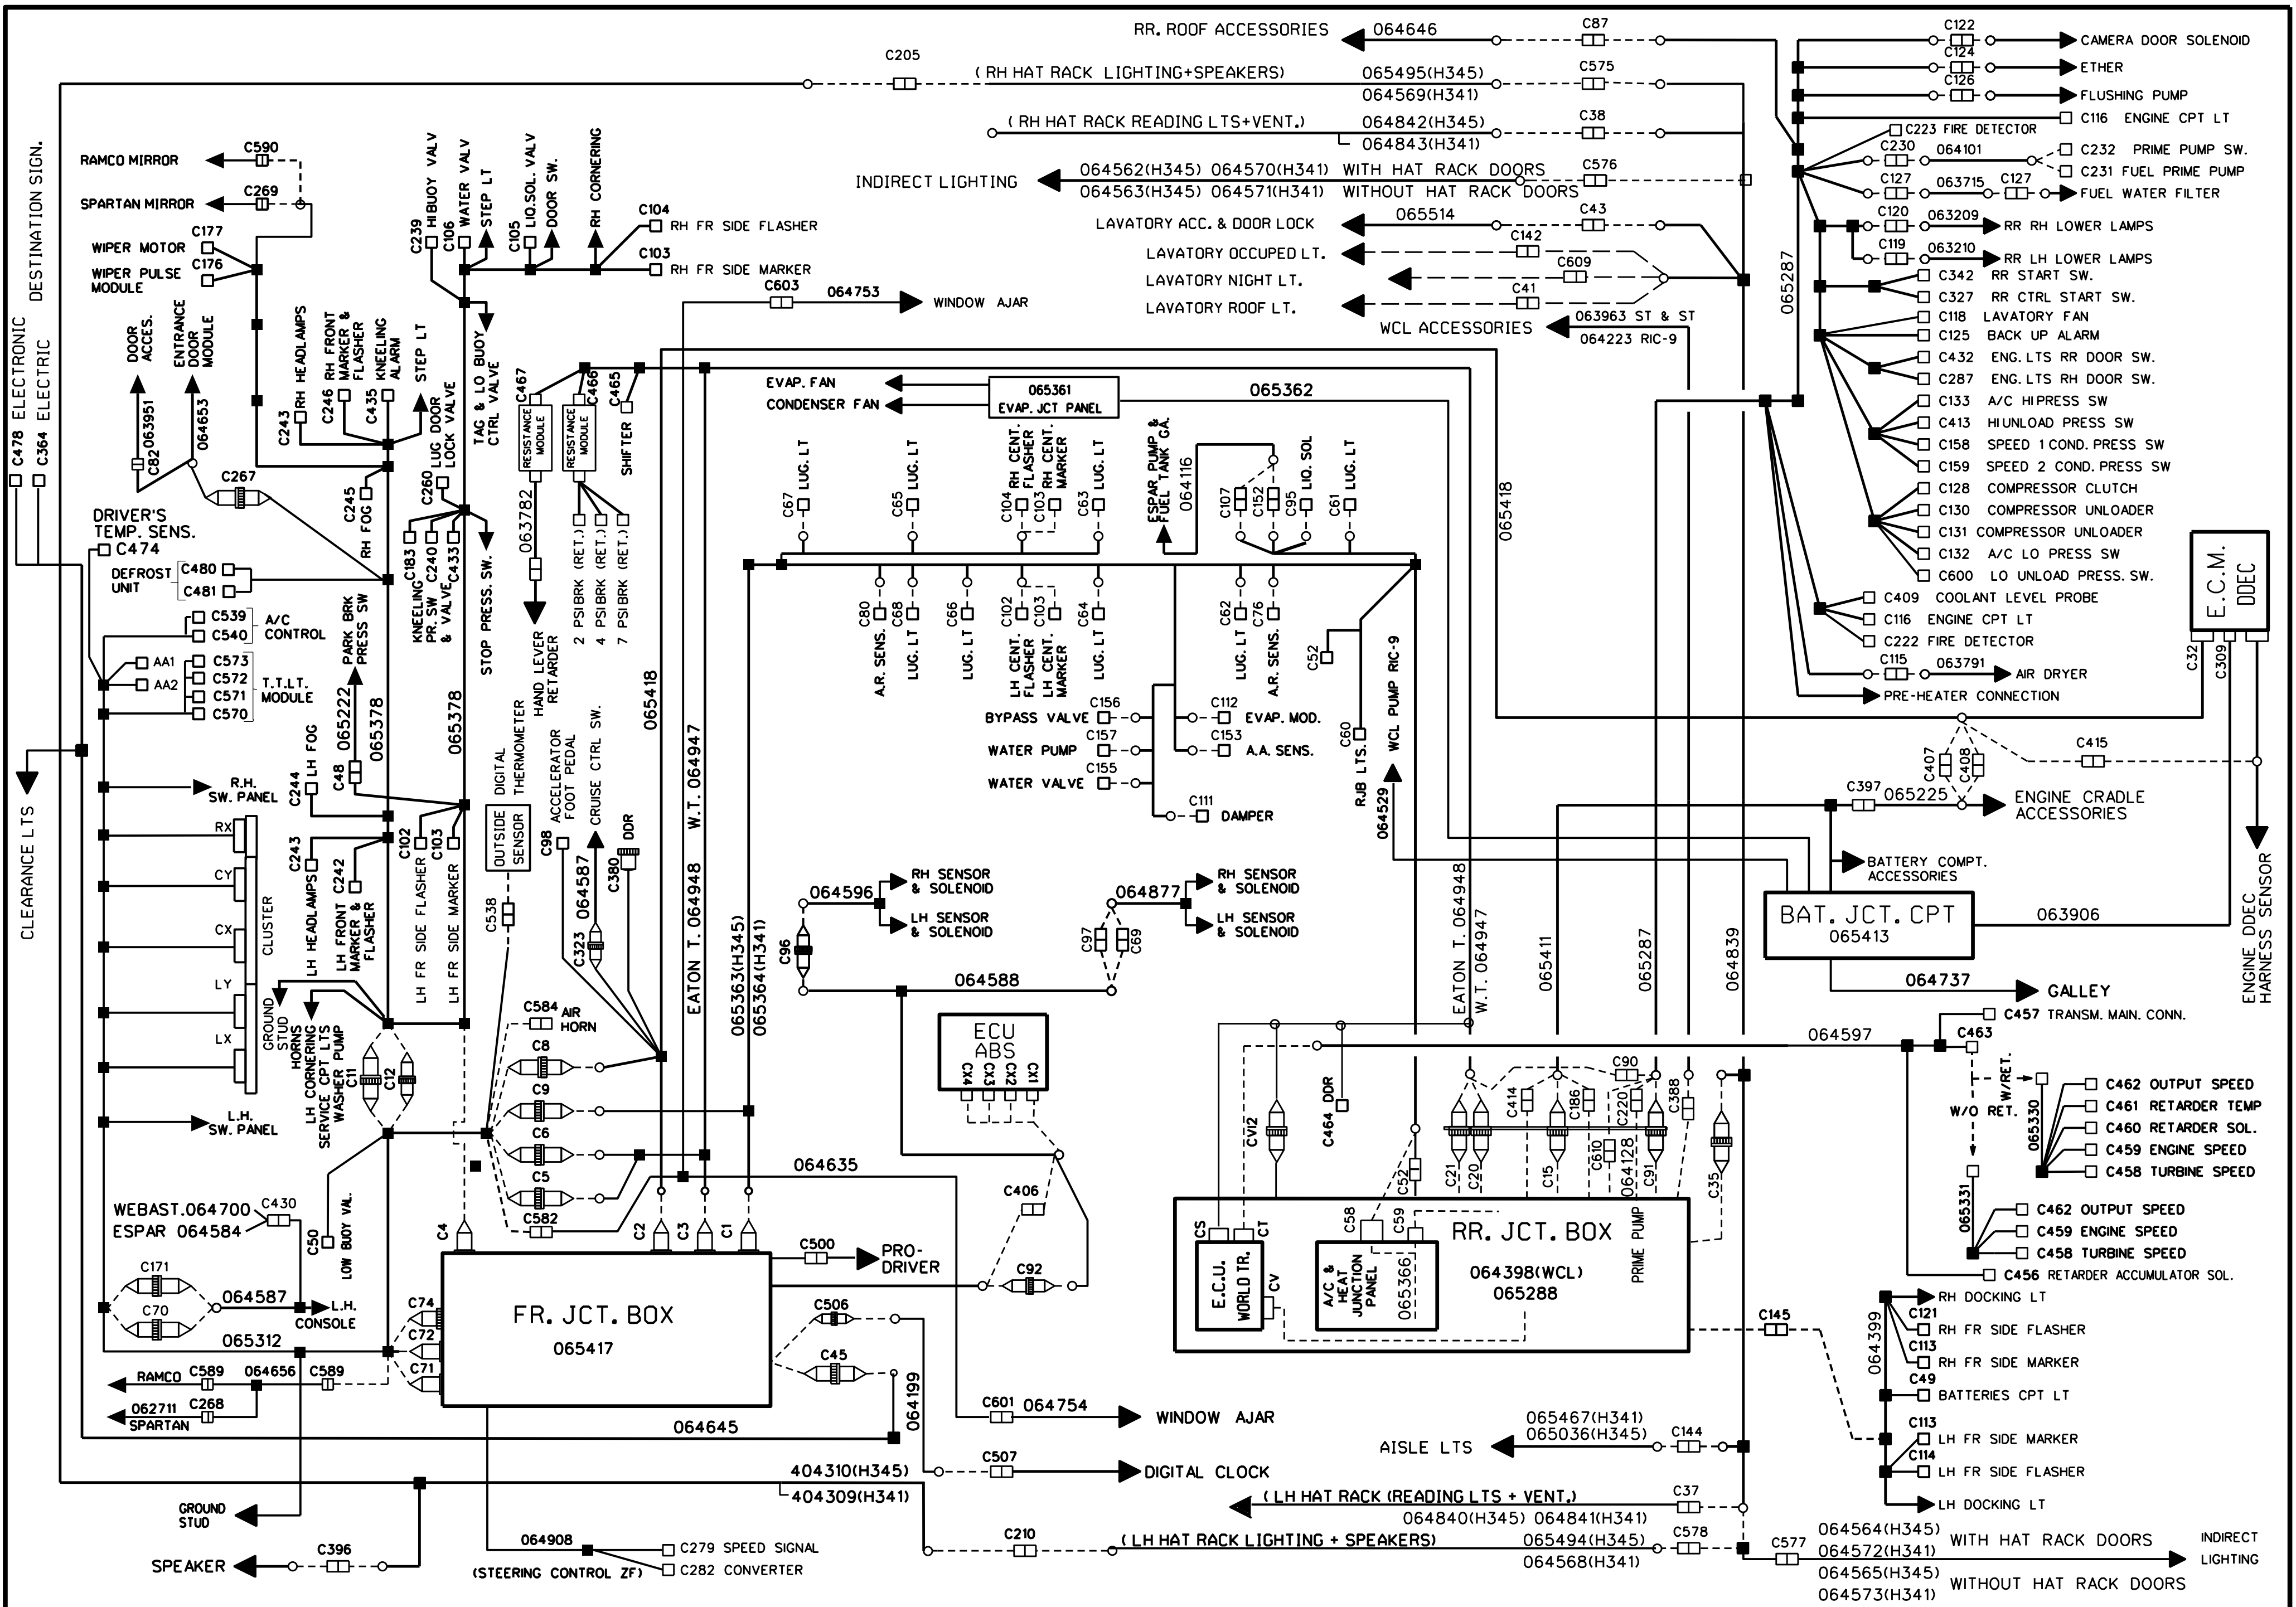 RR. ROOF ACCESSORIES
064646
C87
C205
( RH HAT RACK LIGHTING+SPEAKERS)
065495(H345)
C575
064569(H341)
( RH HAT RACK READING LTS+VENT.)
064842(H345)
C38
064843(H341)
INDIRECT LIGHTING
064562(H345) 064570(H341) WITH HAT RACK DOORS
C576
064563(H345) 064571(H341) WITHOUT HAT RACK DOORS
LAVATORY ACC. & DOOR LOCK
065514
C43
LAVATORY OCCUPED LT.
C142
LAVATORY NIGHT LT.
C609
LAVATORY ROOF LT.
C41
WCL ACCESSORIES
063963 ST & ST
064223 RIC-9
C122
CAMERA DOOR SOLENOID
C124
ETHER
C126
FLUSHING PUMP
C116 ENGINE CPT LT
C223 FIRE DETECTOR
C230
064101
C232 PRIME PUMP SW.
C231 FUEL PRIME PUMP
C127
063715
C127
FUEL WATER FILTER
C120
063209
RR RH LOWER LAMPS
C119
063210
RR LH LOWER LAMPS
065287
C342 RR START SW.
C327 RR CTRL START SW.
C118 LAVATORY FAN
C125 BACK UP ALARM
C432 ENG.LTS RR DOOR SW.
C287 ENG.LTS RH DOOR SW.
C133 A/C HIPRESS SW
C413 HIUNLOAD PRESS SW
C158 SPEED 1 COND.PRESS SW
C159 SPEED 2 COND.PRESS SW
C128 COMPRESSOR CLUTCH
C130 COMPRESSOR UNLOADER
C131 COMPRESSOR UNLOADER
C132 A/C LO PRESS SW
C600 LO UNLOAD PRESS. SW.
C409 COOLANT LEVEL PROBE
C116 ENGINE CPT LT
C222 FIRE DETECTOR
C115
063791
AIR DRYER
PRE-HEATER CONNECTION
E.C.M.
DDEC
C32
C309
C407
C408
C415
C397
065225
ENGINE CRADLE
ACCESSORIES
BATTERY COMPT.
ACCESSORIES
BAT. JCT. CPT
065413
063906
064737
GALLEY
ENGINE DDEC
HARNESS SENSOR
C478 ELECTRONIC
C364 ELECTRIC
DESTINATION SIGN.
RAMCO MIRROR
C590
SPARTAN MIRROR
C269
WIPER MOTOR
C177
WIPER PULSE
MODULE
C176
DOOR
ACCES.
ENTRANCE
DOOR
MODULE
C82
063951
064653
C267
C243
RH HEADLAMPS
C246
RH FRONT
MARKER &
FLASHER
C435
KNEELING
ALARM
STEP LT
C245
RH FOG
C239
HIBUOY VALV
C106
WATER VALV
STEP LT
C105
LIQ.SOL. VALV
DOOR SW.
RH CORNERING
C104
RH FR SIDE FLASHER
C103
RH FR SIDE MARKER
TAG & LO BUOY
CTRL VALVE
C260
LUG DOOR
LOCK VALVE
C183
C240
C433
KNEELING
PR. SW
& VALVE
STOP PRESS. SW.
C603
064753
WINDOW AJAR
C467
RESISTANCE
MODULE
C466
RESISTANCE
MODULE
C465
SHIFTER
063782
HAND LEVER
RETARDER
2 PSIBRK (RET.)
4 PSIBRK (RET.)
7 PSIBRK (RET.)
DRIVER'S
TEMP. SENS.
C474
DEFROST
UNIT
C480
C481
C539
C540
A/C
CONTROL
AA1
AA2
C573
C572
C571
C570
T.T.LT.
MODULE
PARK BRK
PRESS SW
065222
065378
065378
C48
C244
LH FOG
R.H.
SW. PANEL
RX
CY
CX
LY
LX
CLUSTER
CLEARANCE LTS
C243
LH HEADLAMPS
C242
LH FRONT
MARKER &
FLASHER
C102
LH FR SIDE FLASHER
C103
LH FR SIDE MARKER
GROUND
STUD
HORNS
LH CORNERING
SERVICE CPT LTS
WASHER PUMP
C11
C12
L.H.
SW. PANEL
DIGITAL
THERMOMETER
OUTSIDE
SENSOR
C538
C98
ACCELERATOR
FOOT PEDAL
CRUISE CTRL SW.
C323
064587
C380
DDR
065418
EATON T. 064948
W.T. 064947
065363(H345)
065364(H341)
EVAP. FAN
CONDENSER FAN
065361
EVAP. JCT PANEL
065362
065418
C67
LUG. LT
C65
LUG. LT
C104
RH CENT.
FLASHER
C103
RH CENT.
MARKER
C63
LUG. LT
ESPAR PUMP &
FUEL TANK GA.
064116
C107
C152
C95
LIQ. SOL
C61
LUG. LT
C80
A.R. SENS.
C68
LUG. LT
C66
LUG. LT
C102
LH CENT.
FLASHER
C103
LH CENT.
MARKER
C64
LUG. LT
C62
LUG. LT
C76
A.R. SENS.
C52
C60
RJB LTS.
WCL PUMP RIC-9
064529
C156
BYPASS VALVE
C157
WATER PUMP
C155
WATER VALVE
C112
EVAP. MOD.
C153
A.A. SENS.
C111
DAMPER
064596
RH SENSOR
& SOLENOID
LH SENSOR
& SOLENOID
C96
064877
RH SENSOR
& SOLENOID
LH SENSOR
& SOLENOID
C97
C69
064588
ECU
ABS
CX4
CX3
CX2
CX1
EATON T. 064948
W.T. 064947
065411
065287
064839
C584
AIR
HORN
C8
C9
C6
C5
C582
C4
C2
C3
C1
064635
C406
C92
C500
PRO-
DRIVER
C506
C45
FR. JCT. BOX
065417
C74
C72
C71
WEBAST.064700
ESPAR 064584
C430
C50
LOW BUOY VAL.
C171
C70
064587
L.H.
CONSOLE
065312
RAMCO
C589
064656
C589
062711
SPARTAN
C268
064645
064199
C601
064754
WINDOW AJAR
C507
DIGITAL CLOCK
404310(H345)
404309(H341)
GROUND
STUD
SPEAKER
C396
064908
(STEERING CONTROL ZF)
C279 SPEED SIGNAL
C282 CONVERTER
C210
( LH HAT RACK LIGHTING + SPEAKERS)
065494(H345)
C578
064568(H341)
( LH HAT RACK (READING LTS + VENT.)
C37
064840(H345) 064841(H341)
AISLE LTS
065467(H341)
065036(H345)
C144
C577
064564(H345)
064572(H341)
WITH HAT RACK DOORS
064565(H345)
064573(H341)
WITHOUT HAT RACK DOORS
INDIRECT
LIGHTING
CVI2
C464 DDR
C52
C21
C20
C414
C15
C186
C610
C220
064128
C90
C91
C388
C35
PRIME PUMP
RR. JCT. BOX
064398(WCL)
065288
CS
CT
CV
E.C.U.
WORLD TR.
C58
C59
A/C &
HEAT
JUNCTION
PANEL
065366
C145
064597
C457 TRANSM. MAIN. CONN.
C463
W/RET.
W/O RET.
065330
C462 OUTPUT SPEED
C461 RETARDER TEMP
C460 RETARDER SOL.
C459 ENGINE SPEED
C458 TURBINE SPEED
065331
C462 OUTPUT SPEED
C459 ENGINE SPEED
C458 TURBINE SPEED
C456 RETARDER ACCUMULATOR SOL.
064399
RH DOCKING LT
C121
RH FR SIDE FLASHER
C113
RH FR SIDE MARKER
C49
BATTERIES CPT LT
C113
LH FR SIDE MARKER
C114
LH FR SIDE FLASHER
LH DOCKING LT